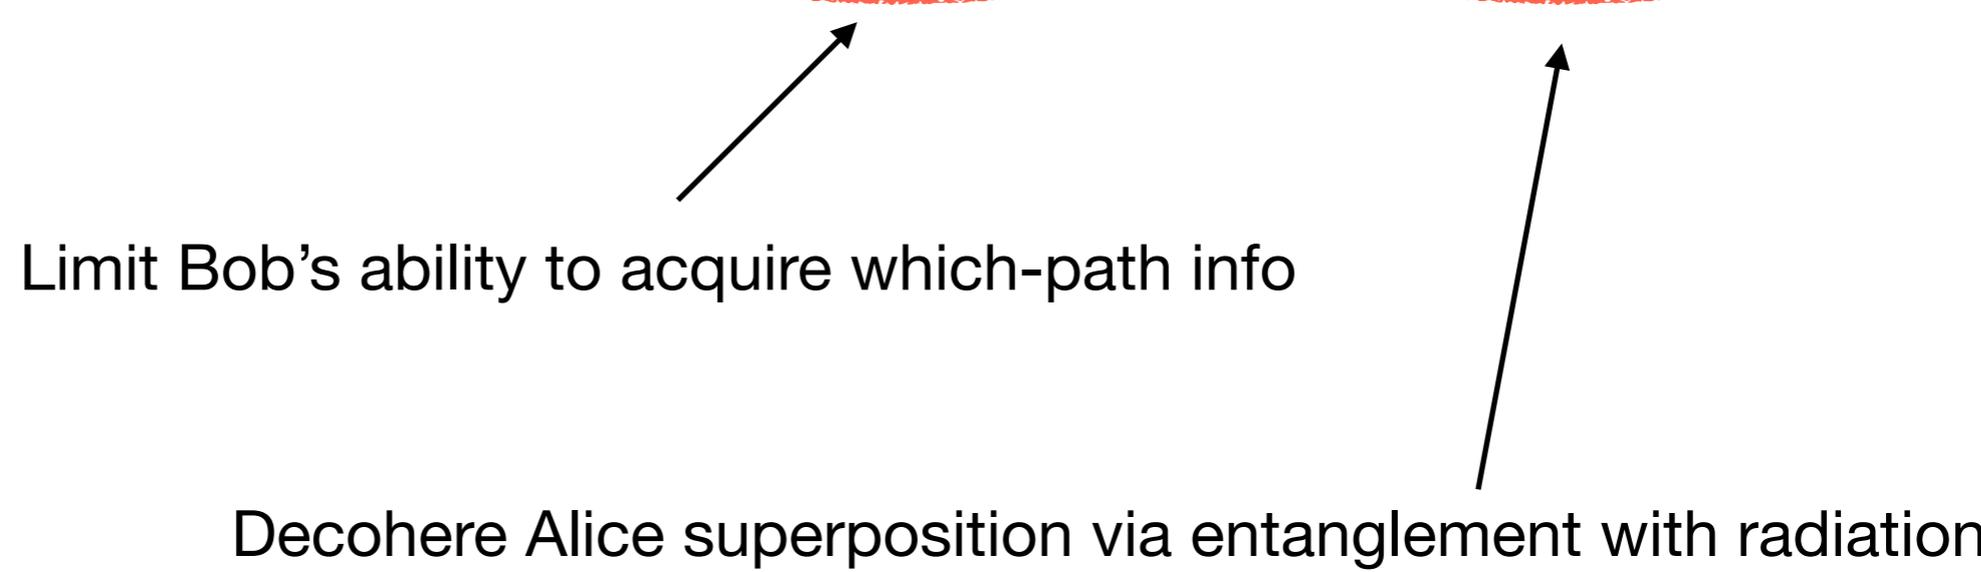 Limit Bob’s ability to acquire which-path info
Decohere Alice superposition via entanglement with radiation